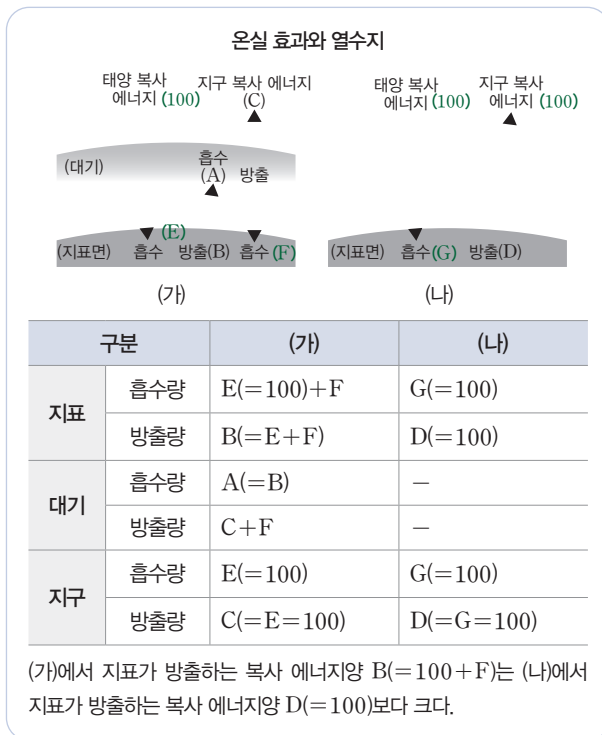 온실 효과와 열수지
태양 복사 에너지 (100)
지구 복사 에너지 (C)
태양 복사 에너지 (100)
지구 복사 에너지 (100)
(대기)
흡수 (A) 방출
(지표면) 흡수 (E) 방출(B) 흡수 (F)
(지표면) 흡수 (G) 방출(D)
(가) (나)
구분 (가) (나)
지표 흡수량 E(=100)+F G(=100)
방출량 B(=E+F) D(=100)
대기 흡수량 A(=B) −
방출량 C+F −
지구 흡수량 E(=100) G(=100)
방출량 C(=E=100) D(=G=100)
(가)에서 지표가 방출하는 복사 에너지양 B(=100+F)는 (나)에서
지표가 방출하는 복사 에너지양 D(=100)보다 크다.